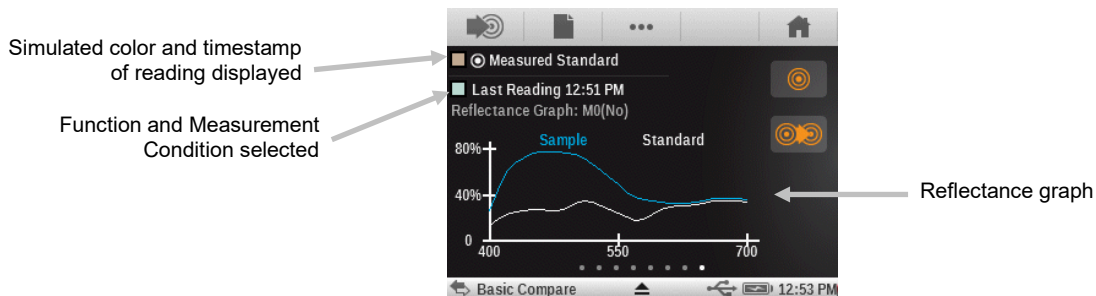 Simulated color and timestamp
of reading displayed
Function and Measurement
Condition selected
Measured Standard
Last Reading 12:51 PM
Reflectance Graph: M0(No)
Sample Standard
80%
40%
0
400 550 700
Basic Compare 12:53 PM
Reflectance graph